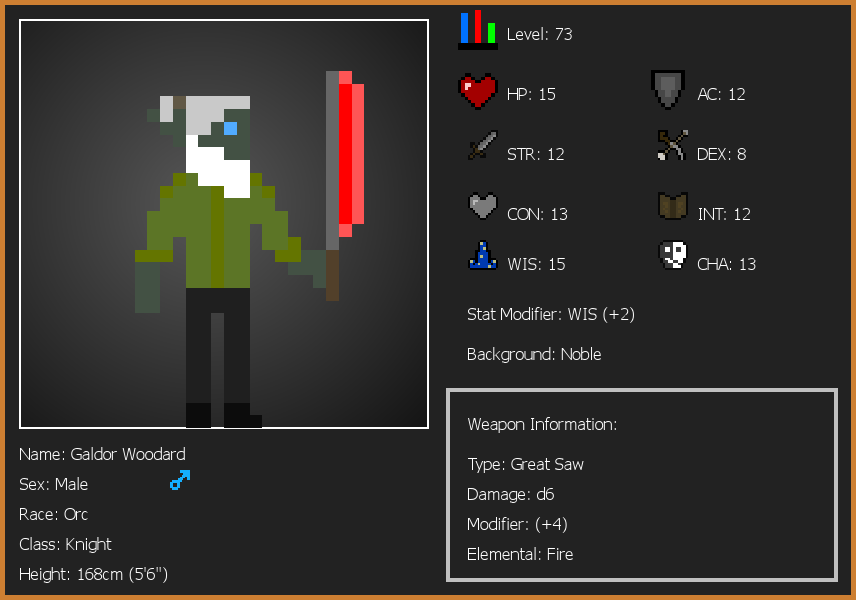 Level: 73
HP: 15
AC: 12
STR: 12
DEX: 8
CON: 13
INT: 12
WIS: 15
CHA: 13
Stat Modifier: WIS (+2)
Background: Noble
Weapon Information:
Type: Great Saw
Damage: d6
Modifier: (+4)
Elemental: Fire
Name: Galdor Woodard
Sex: Male
Race: Orc
Class: Knight
Height: 168cm (5'6")